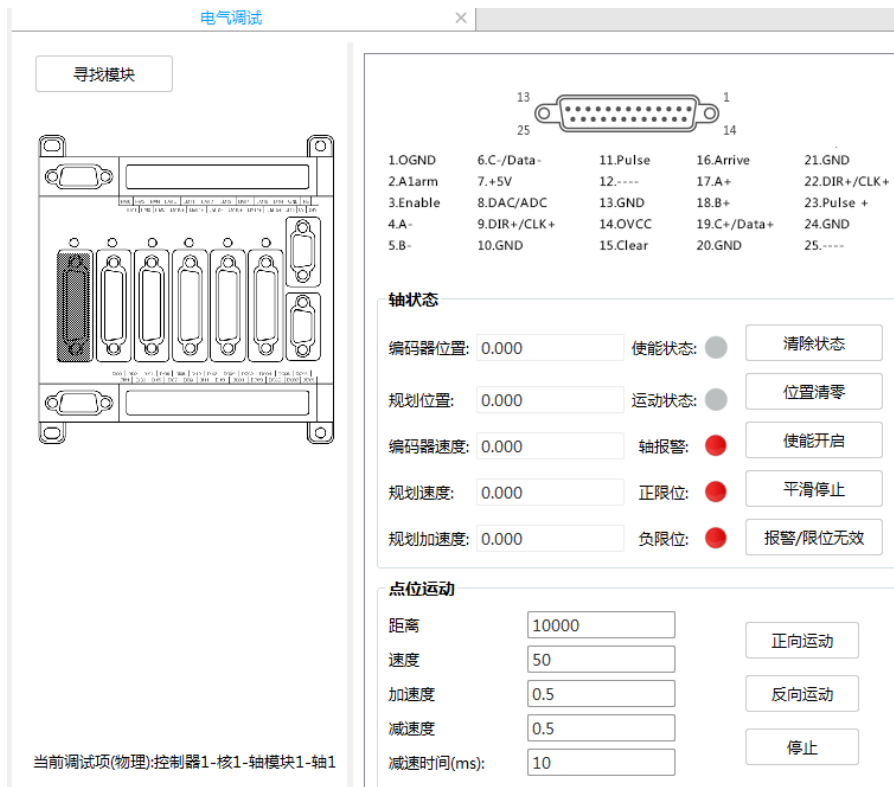 电气调试
寻找模块
13 1
25 14
1.OGND 6.C-/Data- 11.Pulse 16.Arrive 21.GND
2.A1arm 7.+5V 12.---- 17.A+ 22.DIR+/CLK+
3.Enable 8.DAC/ADC 13.GND 18.B+ 23.Pulse +
4.A- 9.DIR+/CLK+ 14.OVCC 19.C+/Data+ 24.GND
5.B- 10.GND 15.Clear 20.GND 25.----
轴状态
编码器位置: 0.000 使能状态: 清除状态
规划位置: 0.000 运动状态: 位置清零
编码器速度: 0.000 轴报警: 使能开启
规划速度: 0.000 正限位: 平滑停止
规划加速度: 0.000 负限位: 报警/限位无效
点位运动
距离 10000
正向运动
速度 50
加速度 0.5 反向运动
减速度 0.5
停止
减速时间(ms): 10
当前调试项(物理):控制器1-核1-轴模块1-轴1